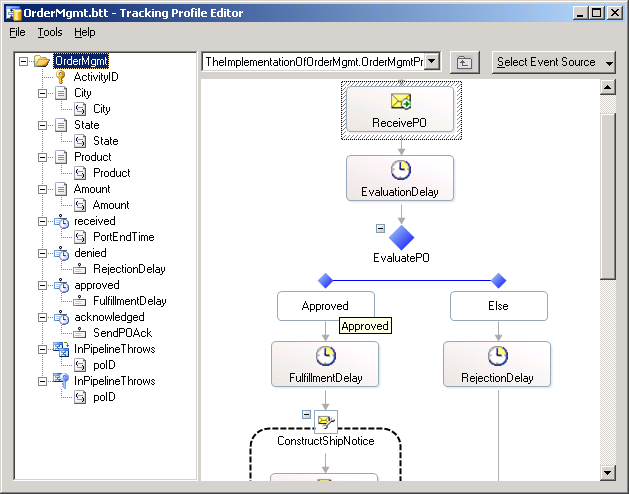 OrderMgmt.btt - Tracking Profile Editor
File Tools Help
OrderMgmt
ActivityID
City
City
State
State
Product
Product
Amount
Amount
received
PortEndTime
denied
RejectionDelay
approved
FulfillmentDelay
acknowledged
SendPOAck
InPipelineThrows
poID
InPipelineThrows
poID
TheImplementationOfOrderMgmt.OrderMgmtPr
Select Event Source
ReceivePO
EvaluationDelay
EvaluatePO
Approved Else
Approved
FulfillmentDelay RejectionDelay
ConstructShipNotice